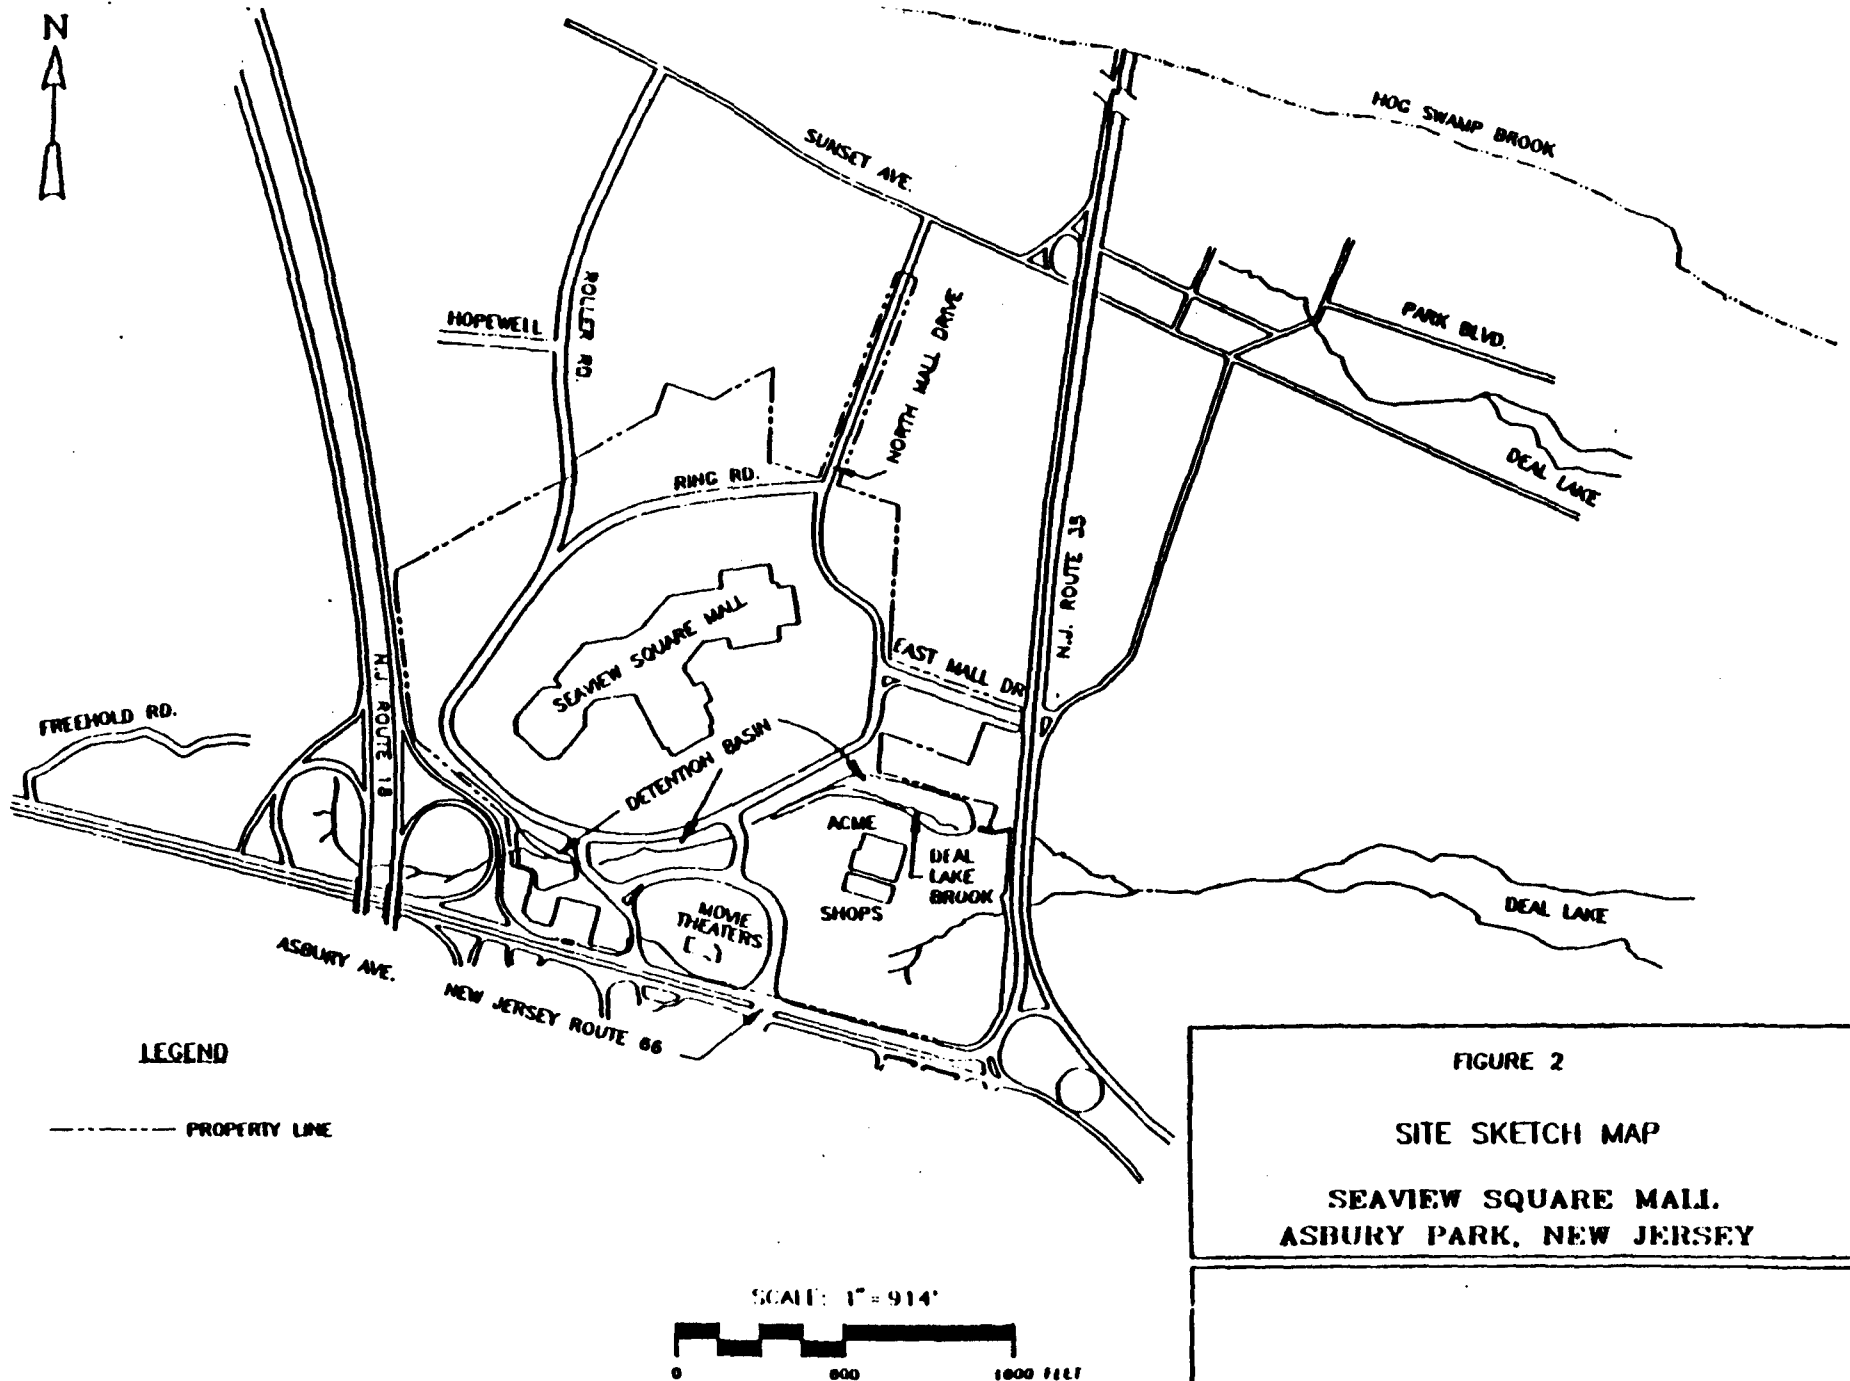 N
HOG SWAMP BROOK
SUNSET AVE.
ROLLER RD.
HOPEWELL
NORTH MALL DRIVE
PARK BLVD.
RING RD.
DEAL LAKE
N.J. ROUTE 35
SEAVIEW SQUARE MALL
EAST MALL DR
N.J. ROUTE 18
FREEHOLD RD.
DETENTION BASIN
ACME
DEAL
LAKE
BROOK
SHOPS
MOVIE
THEATERS
DEAL LAKE
ASBURY AVE.
NEW JERSEY ROUTE 66
LEGEND
PROPERTY LINE
FIGURE 2
SITE SKETCH MAP
SEAVIEW SQUARE MALL
ASBURY PARK, NEW JERSEY
SCALE: 1" = 914'
0
FEET